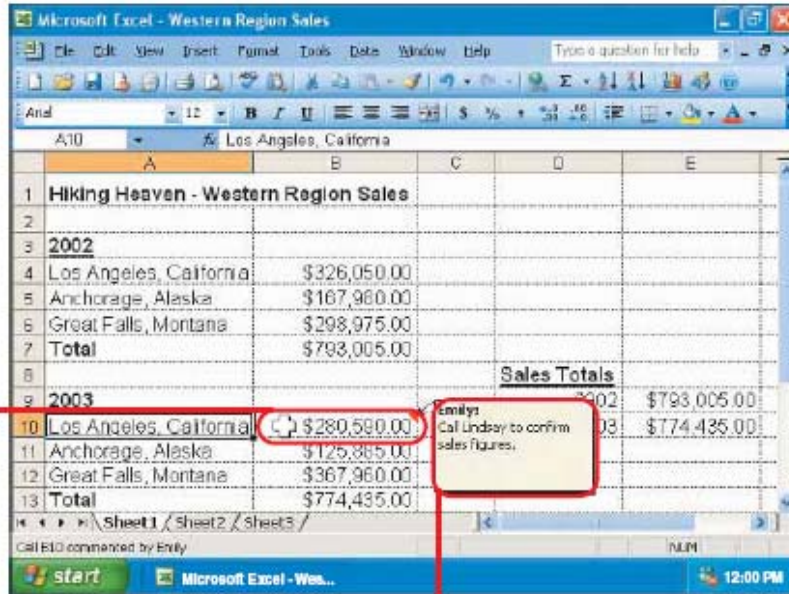 Microsoft Excel - Western Region Sales
File Edit View Insert Format Tools Data Window Help Type a question for help
Arial 12 B I U $ %
A10 fx Los Angeles, California
A B C D E
1 Hiking Heaven - Western Region Sales
2
3 2002
4 Los Angeles, California $326,050.00
5 Anchorage, Alaska $167,980.00
6 Great Falls, Montana $298,975.00
7 Total $793,005.00
8 Sales Totals
9 2003 2002 $793,005.00
10 Los Angeles, California $280,590.00 03 $774,435.00
Emily:
Call Lindsay to confirm
sales figures.
11 Anchorage, Alaska $125,885.00
12 Great Falls, Montana $367,960.00
13 Total $774,435.00
Sheet1 / Sheet2 / Sheet3 /
Cell B10 commented by Emily NUM
start Microsoft Excel - Wes... 12:00 PM